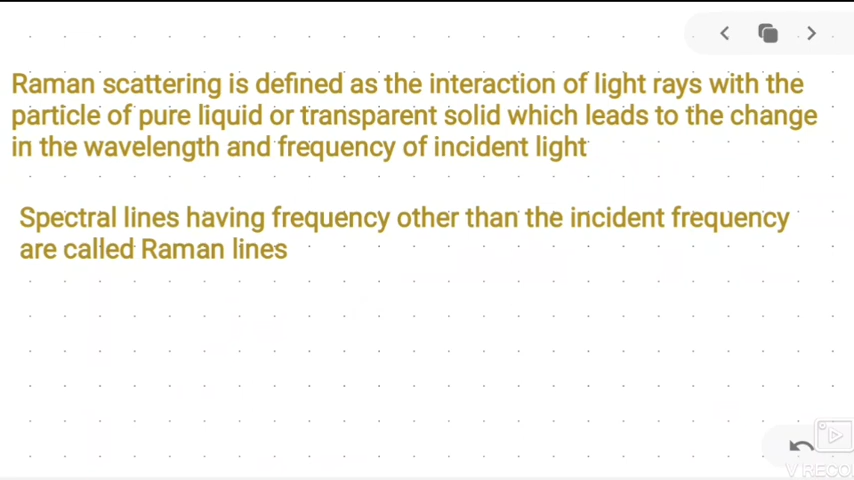 Raman scattering is defined as the interaction of light rays with the
particle of pure liquid or transparent solid which leads to the change
in the wavelength and frequency of incident light
Spectral lines having frequency other than the incident frequency
are called Raman lines
V RECO